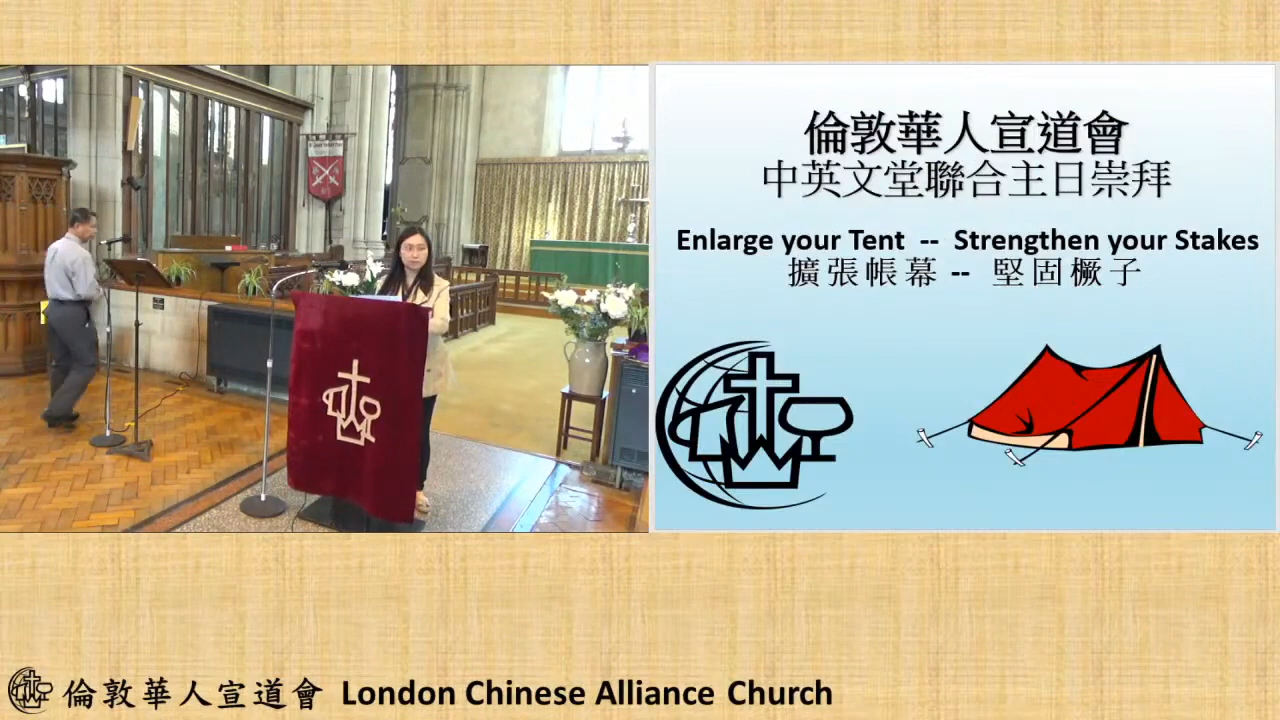 倫敦華人宣道會
中英文堂聯合主日崇拜
Enlarge your Tent -- Strengthen your Stakes
擴張帳幕 -- 堅固橛子
倫敦華人宣道會 London Chinese Alliance Church